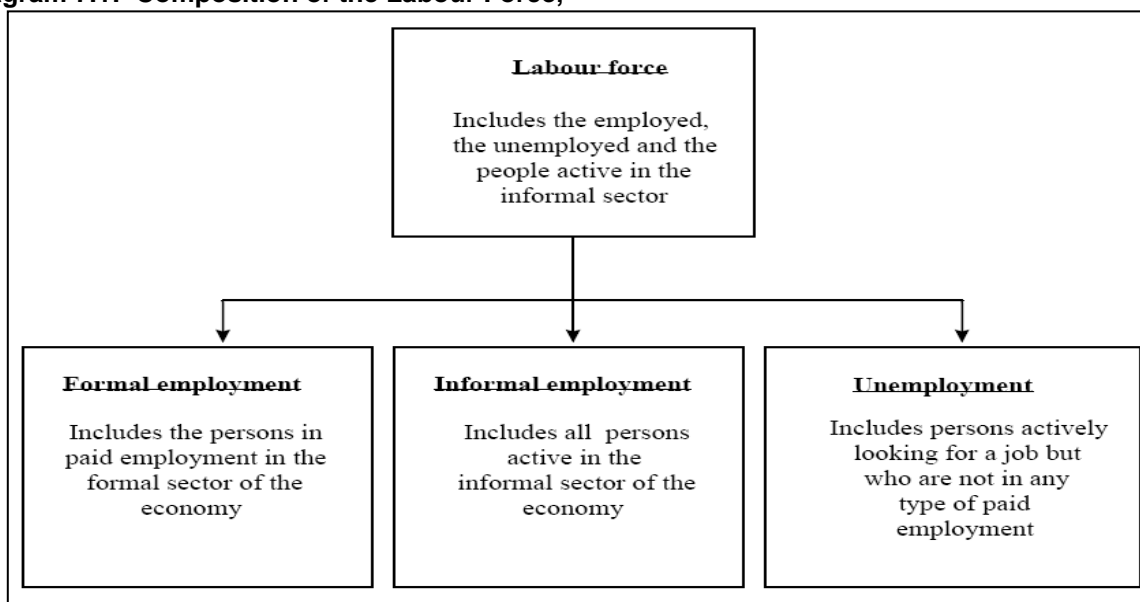 Composition of the Labour Force,
Labour force
Includes the employed,
the unemployed and the
people active in the
informal sector
Formal employment
Includes the persons in
paid employment in the
formal sector of the
economy
Informal employment
Includes all persons
active in the
informal sector of the
economy
Unemployment
Includes persons actively
looking for a job but
who are not in any
type of paid
employment